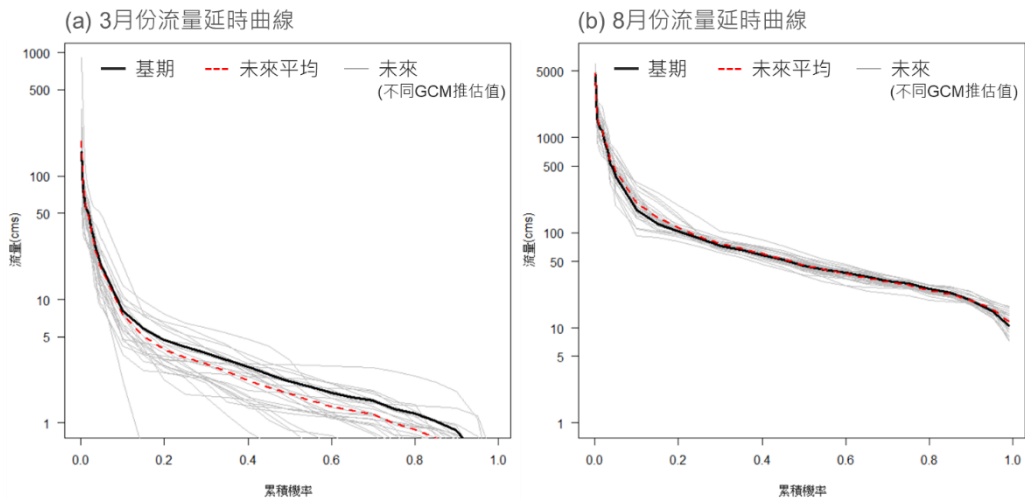 (a) 3月份流量延時曲線
1000
500
100
50
10
5
1
流量(cms)
基期
未來平均
未來
(不同GCM推估值)
0.0 0.2 0.4 0.6 0.8 1.0
累積機率
(b) 8月份流量延時曲線
5000
1000
500
100
50
10
5
1
流量(cms)
基期
未來平均
未來
(不同GCM推估值)
0.0 0.2 0.4 0.6 0.8 1.0
累積機率